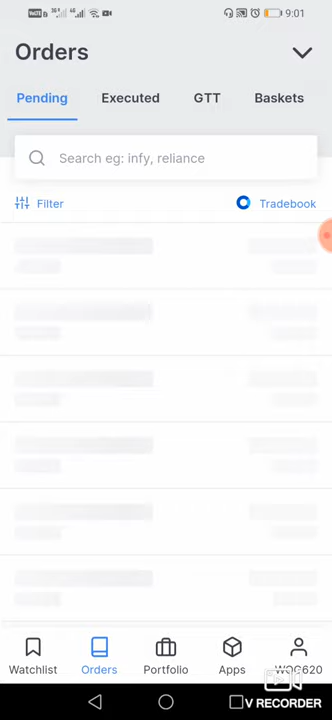 9:01
Orders
Pending Executed GTT Baskets
Search eg: infy, reliance
Filter Tradebook
Watchlist Orders Portfolio Apps
V RECORDER